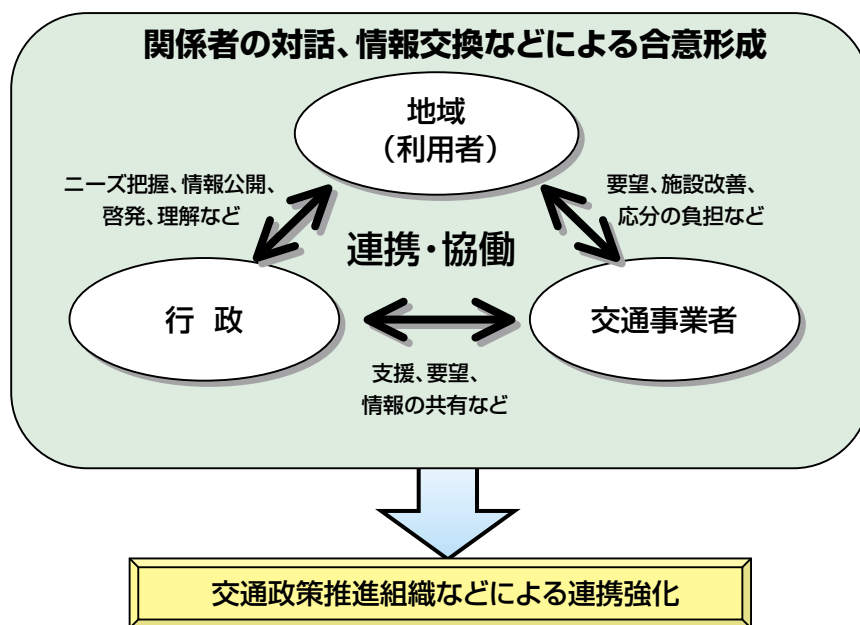 関係者の対話、情報交換などによる合意形成
地域
（利用者）
ニーズ把握、情報公開、
啓発、理解など
要望、施設改善、
応分の負担など
連携・協働
行 政
交通事業者
支援、要望、
情報の共有など
交通政策推進組織などによる連携強化